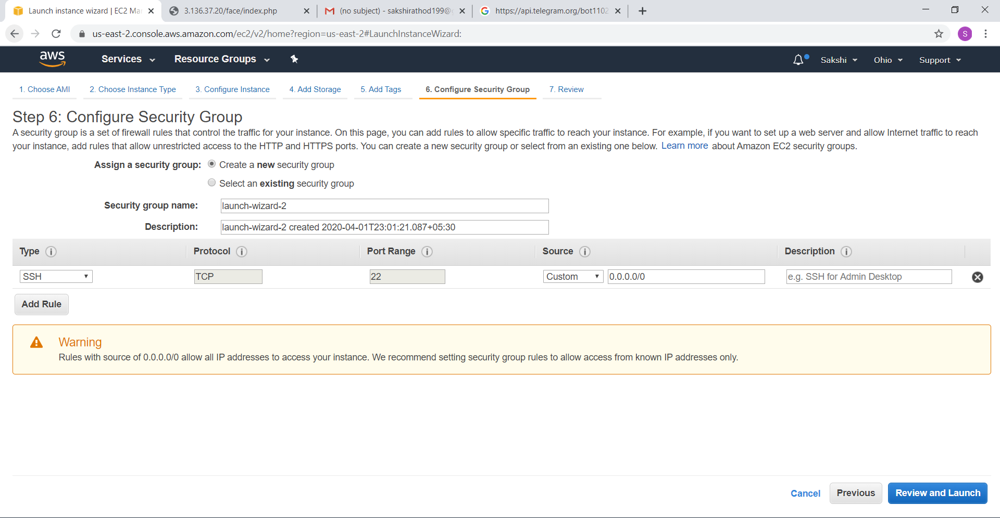 Launch instance wizard | EC2 Mar
3.136.37.20/face/index.php
(no subject) - sakshirathod199@g
https://api.telegram.org/bot1102
us-east-2.console.aws.amazon.com/ec2/v2/home?region=us-east-2#LaunchInstanceWizard:
S
aws
Services
Resource Groups
Sakshi
Ohio
Support
1. Choose AMI
2. Choose Instance Type
3. Configure Instance
4. Add Storage
5. Add Tags
6. Configure Security Group
7. Review
Step 6: Configure Security Group
A security group is a set of firewall rules that control the traffic for your instance. On this page, you can add rules to allow specific traffic to reach your instance. For example, if you want to set up a web server and allow Internet traffic to reach
your instance, add rules that allow unrestricted access to the HTTP and HTTPS ports. You can create a new security group or select from an existing one below. Learn more about Amazon EC2 security groups.
Assign a security group: Create a new security group
Select an existing security group
Security group name: launch-wizard-2
Description: launch-wizard-2 created 2020-04-01T23:01:21.087+05:30
Type i Protocol i Port Range i Source i Description i
SSH TCP 22 Custom 0.0.0.0/0 e.g. SSH for Admin Desktop
Add Rule
Warning
Rules with source of 0.0.0.0/0 allow all IP addresses to access your instance. We recommend setting security group rules to allow access from known IP addresses only.
Cancel
Previous
Review and Launch